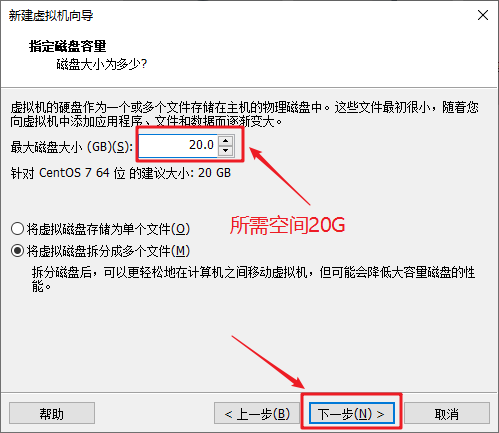 新建虚拟机向导
指定磁盘容量
磁盘大小为多少?
虚拟机的硬盘作为一个或多个文件存储在主机的物理磁盘中。这些文件最初很小，随着您
向虚拟机中添加应用程序、文件和数据而逐渐变大。
最大磁盘大小 (GB)(S): 20.0
针对 CentOS 7 64 位 的建议大小: 20 GB
所需空间20G
将虚拟磁盘存储为单个文件(O)
将虚拟磁盘拆分成多个文件(M)
拆分磁盘后，可以更轻松地在计算机之间移动虚拟机，但可能会降低大容量磁盘的性
能。
帮助 < 上一步(B) 下一步(N) > 取消